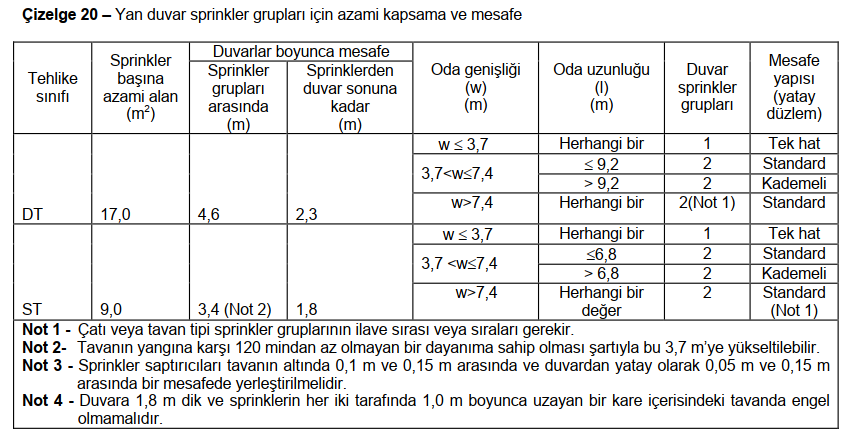 Çizelge 20 – Yan duvar sprinkler grupları için azami kapsama ve mesafe
Tehlike sınıfı | Sprinkler başına azami alan (m²) | Duvarlar boyunca mesafe | Oda genişliği (w) (m) | Oda uzunluğu (l) (m) | Duvar sprinkler grupları | Mesafe yapısı (yatay düzlem)
Sprinkler grupları arasında (m) | Sprinklerden duvar sonuna kadar (m)
DT | 17,0 | 4,6 | 2,3 | w ≤ 3,7 | Herhangi bir | 1 | Tek hat
3,7<w≤7,4 | ≤ 9,2 | 2 | Standard
> 9,2 | 2 | Kademeli
w>7,4 | Herhangi bir | 2(Not 1) | Standard
ST | 9,0 | 3,4 (Not 2) | 1,8 | w ≤ 3,7 | Herhangi bir | 1 | Tek hat
3,7 <w≤7,4 | ≤6,8 | 2 | Standard
> 6,8 | 2 | Kademeli
w>7,4 | Herhangi bir değer | 2 | Standard (Not 1)
Not 1 - Çatı veya tavan tipi sprinkler gruplarının ilave sırası veya sıraları gerekir.
Not 2- Tavanın yangına karşı 120 mindan az olmayan bir dayanıma sahip olması şartıyla bu 3,7 m'ye yükseltilebilir.
Not 3 - Sprinkler saptırıcıları tavanın altında 0,1 m ve 0,15 m arasında ve duvardan yatay olarak 0,05 m ve 0,15 m
arasında bir mesafede yerleştirilmelidir.
Not 4 - Duvara 1,8 m dik ve sprinklerin her iki tarafında 1,0 m boyunca uzayan bir kare içerisindeki tavanda engel
olmamalıdır.